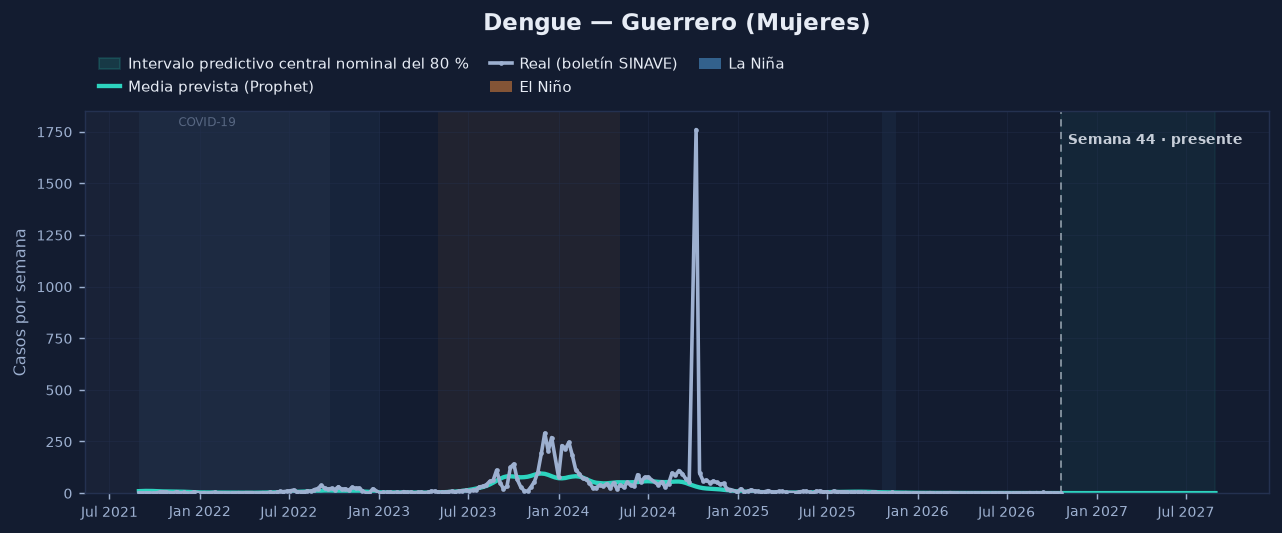 Dengue — Guerrero (Mujeres)
Intervalo predictivo central nominal del 80 %
Real (boletín SINAVE)
La Niña
Media prevista (Prophet)
El Niño
COVID-19
Semana 44 · presente
Casos por semana
1750
1500
1250
1000
750
500
250
0
Jul 2021
Jan 2022
Jul 2022
Jan 2023
Jul 2023
Jan 2024
Jul 2024
Jan 2025
Jul 2025
Jan 2026
Jul 2026
Jan 2027
Jul 2027